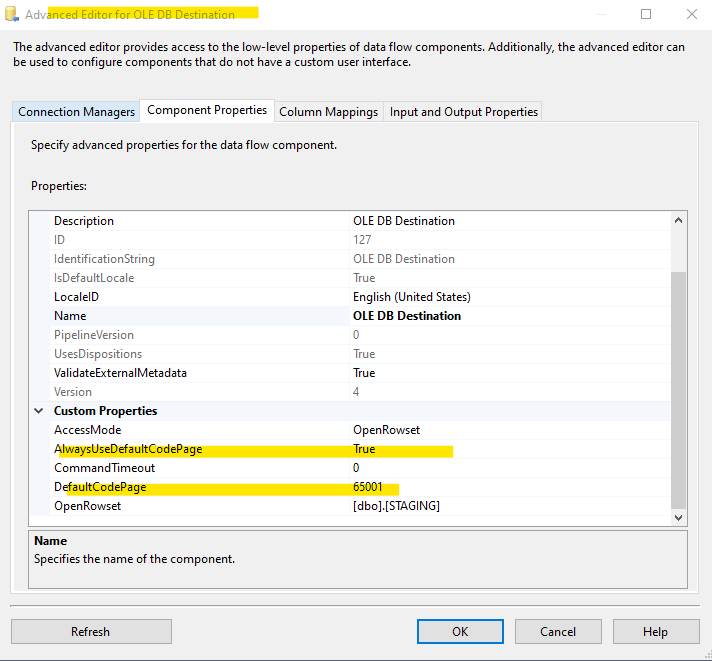 Advanced Editor for OLE DB Destination
The advanced editor provides access to the low-level properties of data flow components. Additionally, the advanced editor can
be used to configure components that do not have a custom user interface.
Connection Managers Component Properties Column Mappings Input and Output Properties
Specify advanced properties for the data flow component.
Properties:
Description OLE DB Destination
ID 127
IdentificationString OLE DB Destination
IsDefaultLocale True
LocaleID English (United States)
Name OLE DB Destination
PipelineVersion 0
UsesDispositions True
ValidateExternalMetadata True
Version 4
Custom Properties
AccessMode OpenRowset
AlwaysUseDefaultCodePage True
CommandTimeout 0
DefaultCodePage 65001
OpenRowset [dbo].[STAGING]
Name
Specifies the name of the component.
Refresh OK Cancel Help